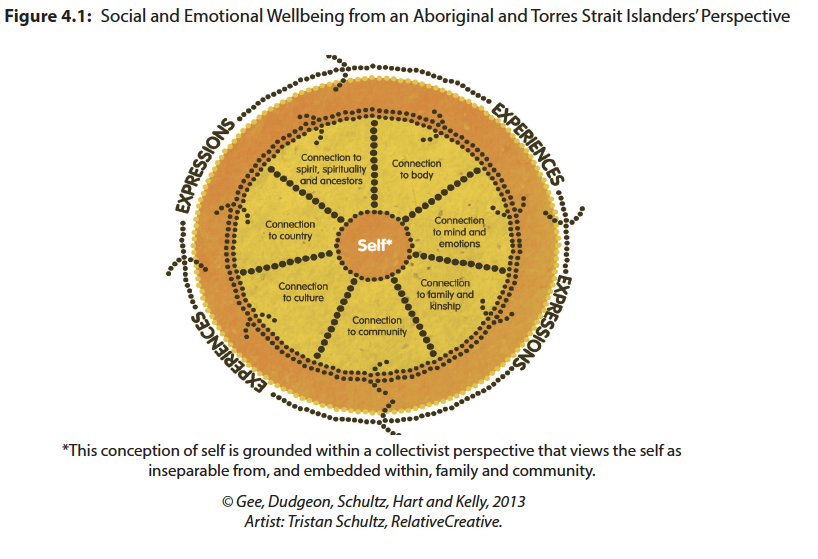 Figure 4.1: Social and Emotional Wellbeing from an Aboriginal and Torres Strait Islanders’ Perspective
EXPRESSIONS
EXPERIENCES
Connection to
spirit, spirituality
and ancestors
Connection
to body
Connection
to country
Self*
Connection
to mind and
emotions
Connection
to culture
Connection
to family and
kinship
Connection
to community
EXPERIENCES
EXPRESSIONS
*This conception of self is grounded within a collectivist perspective that views the self as
inseparable from, and embedded within, family and community.
© Gee, Dudgeon, Schultz, Hart and Kelly, 2013
Artist: Tristan Schultz, RelativeCreative.